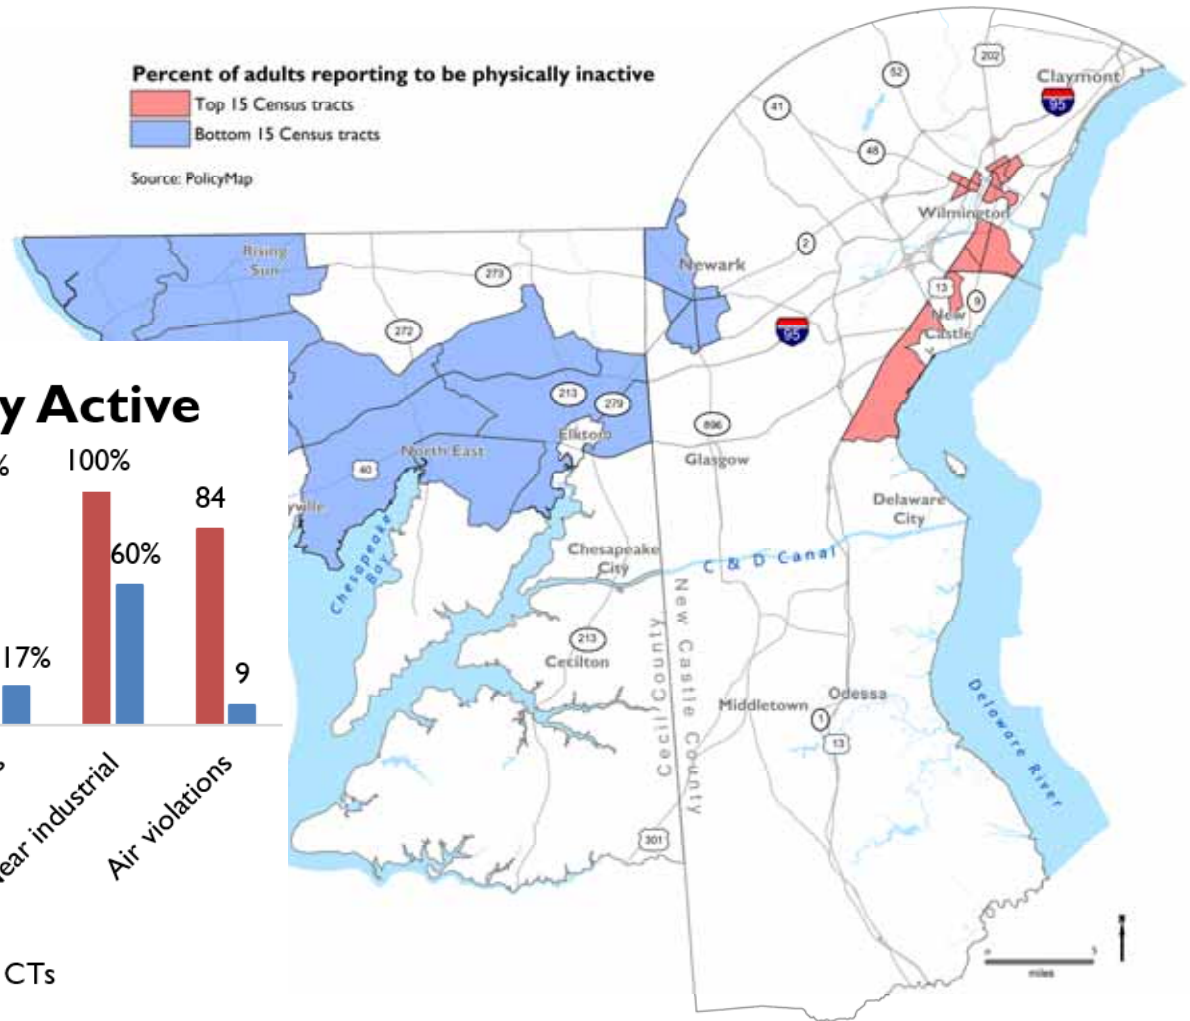 Percent of adults reporting to be physically inactive
Top 15 Census tracts
Bottom 15 Census tracts
Source: PolicyMap
202
52
Claymont
95
41
48
Wilmington
Rising
Sun
2
Newark
273
13
9
New
Castle
272
95
y Active
213
279
896
% 100%
Elkton
North East
40
Glasgow
84
yville
Delaware
City
60%
Chesapeake
Bay
Chesapeake
City
C & D Canal
17%
9
213
Cecilton
Cecil County
New Castle County
Middletown
Odessa
1
13
Delaware River
s
ear industrial
Air violations
301
N
CTs
0 5
miles